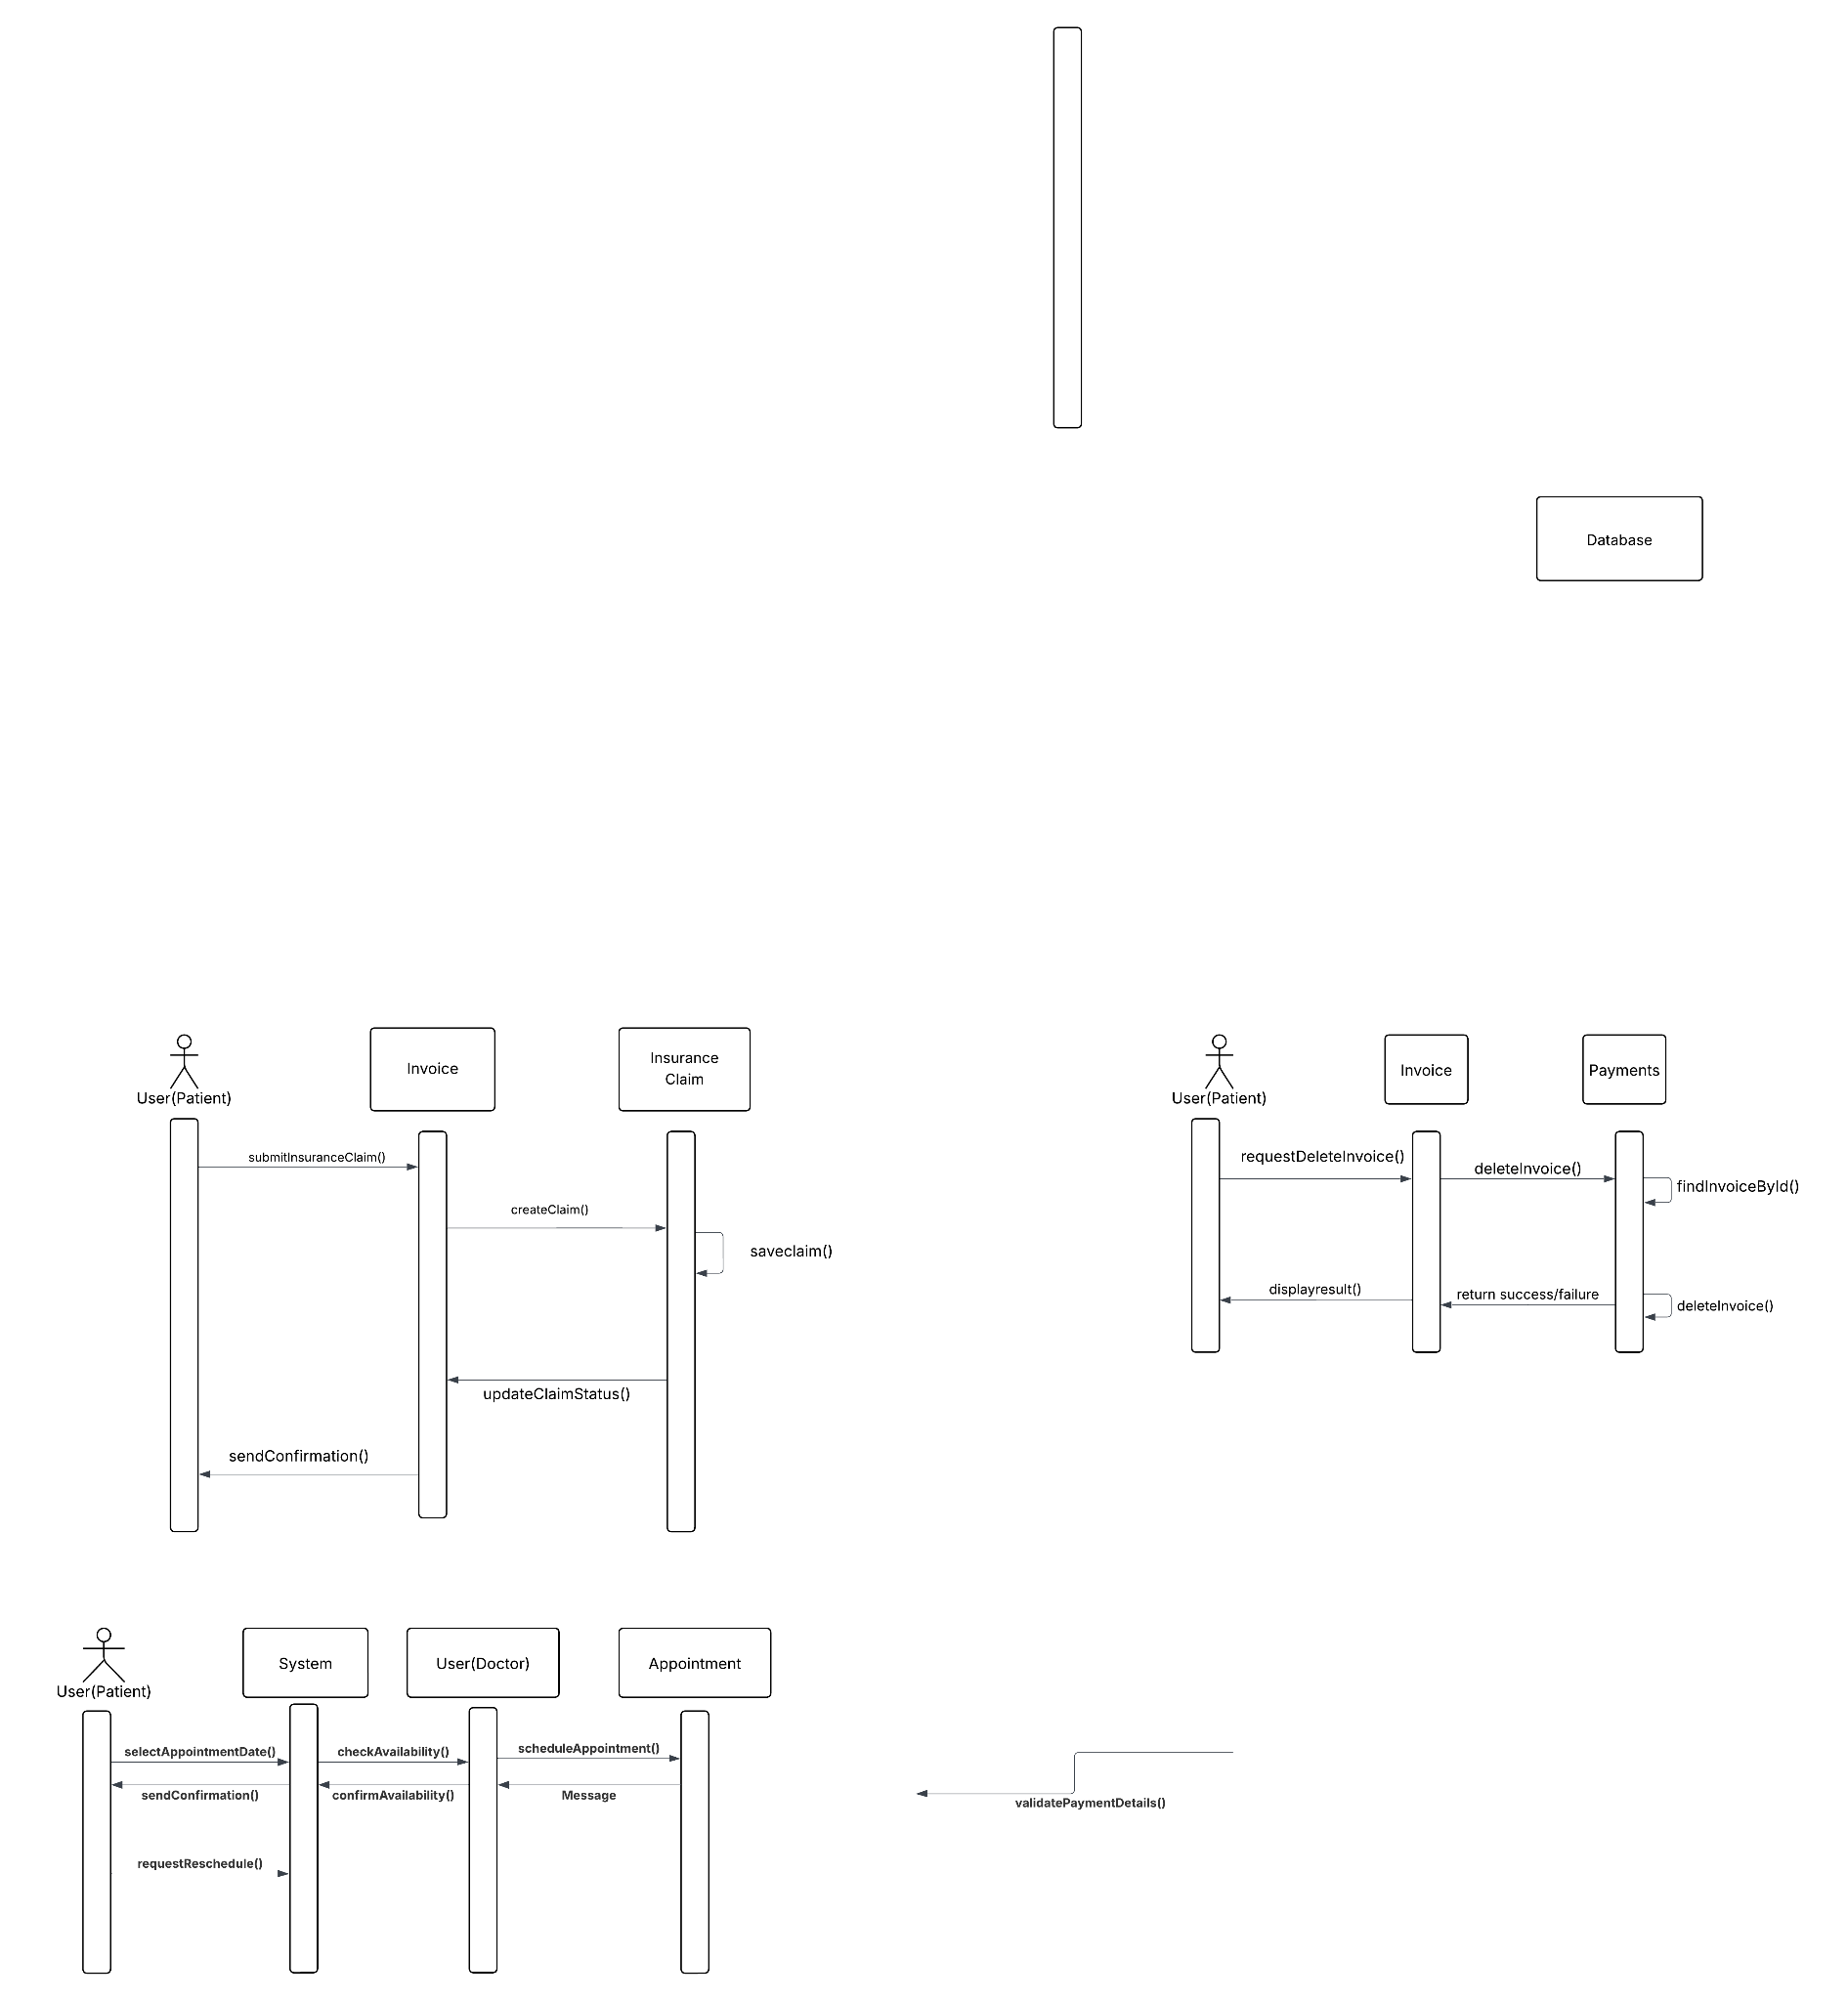 Database
Invoice
Insurance
Claim
User(Patient)
submitInsuranceClaim()
createClaim()
saveclaim()
updateClaimStatus()
sendConfirmation()
Invoice
Payments
User(Patient)
requestDeleteInvoice()
deleteInvoice()
findInvoiceById()
displayresult()
return success/failure
deleteInvoice()
System
User(Doctor)
Appointment
User(Patient)
selectAppointmentDate()
checkAvailability()
scheduleAppointment()
sendConfirmation()
confirmAvailability()
Message
requestReschedule()
validatePaymentDetails()